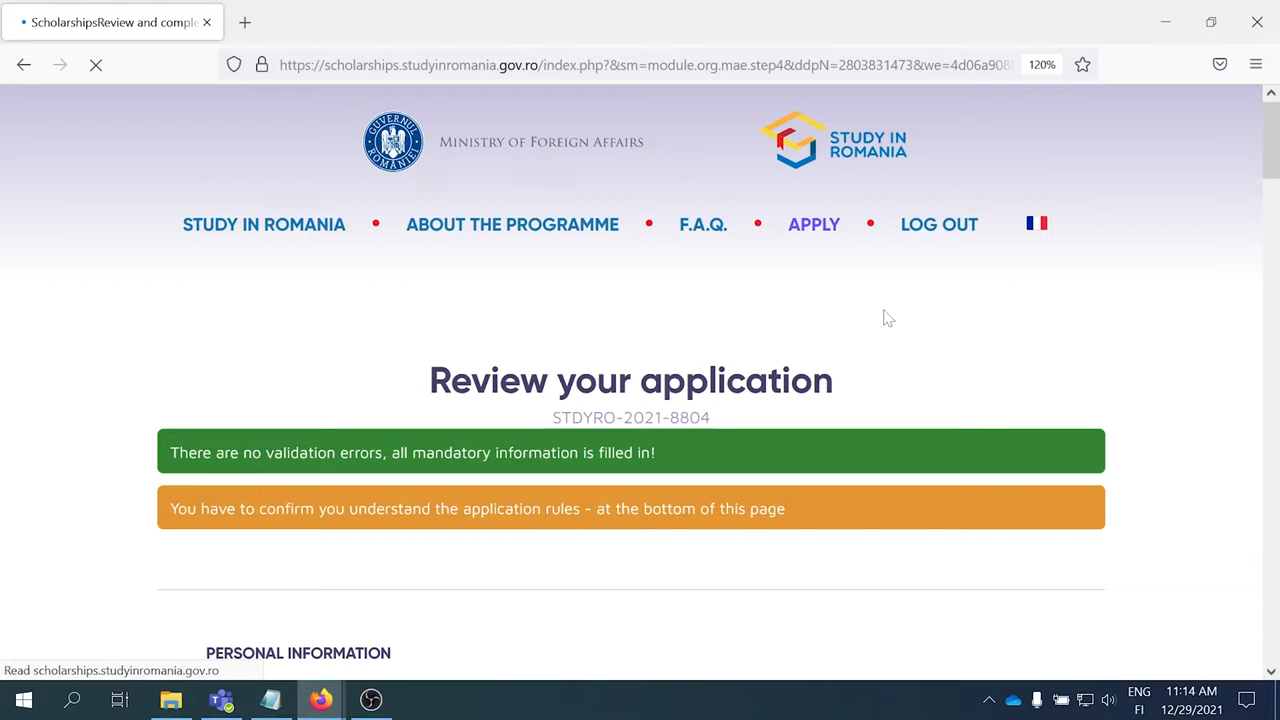 ScholarshipsReview and comple
https://scholarships.studyinromania.gov.ro/index.php?&sm=module.org.mae.step4&ddpN=2803831473&we=4d06a908
120%
GUVERNUL ROMÂNIEI
MINISTRY OF FOREIGN AFFAIRS
STUDY IN
ROMANIA
STUDY IN ROMANIA • ABOUT THE PROGRAMME • F.A.Q. • APPLY • LOG OUT
Review your application
STDYRO-2021-8804
There are no validation errors, all mandatory information is filled in!
You have to confirm you understand the application rules - at the bottom of this page
PERSONAL INFORMATION
Read scholarships.studyinromania.gov.ro
ENG
FI
11:14 AM
12/29/2021